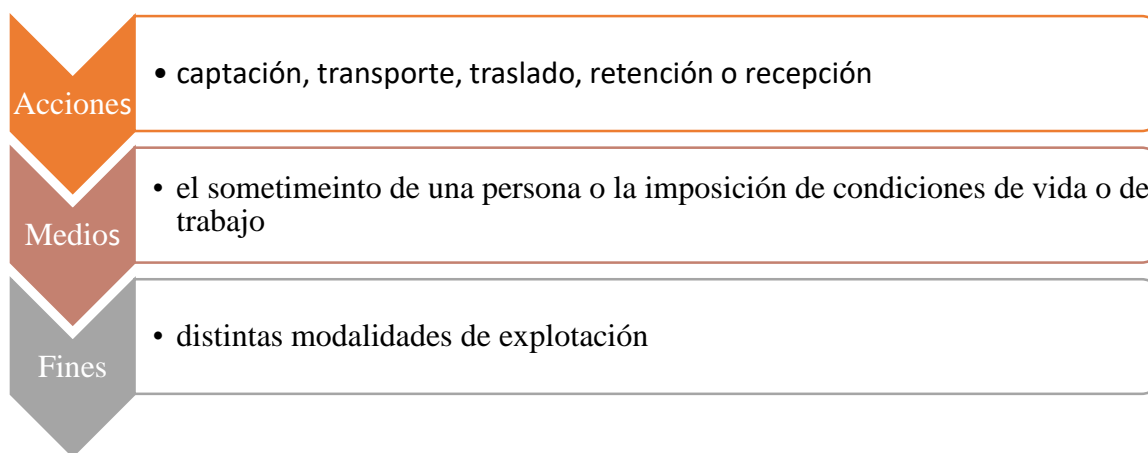 Acciones
• captación, transporte, traslado, retención o recepción
Medios
• el sometimeinto de una persona o la imposición de condiciones de vida o de
trabajo
Fines
• distintas modalidades de explotación